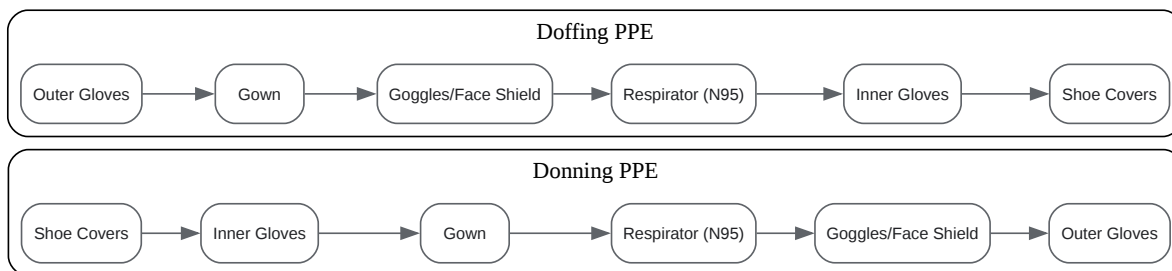 Doffing PPE
Outer Gloves
Gown
Goggles/Face Shield
Respirator (N95)
Inner Gloves
Shoe Covers
Donning PPE
Shoe Covers
Inner Gloves
Gown
Respirator (N95)
Goggles/Face Shield
Outer Gloves